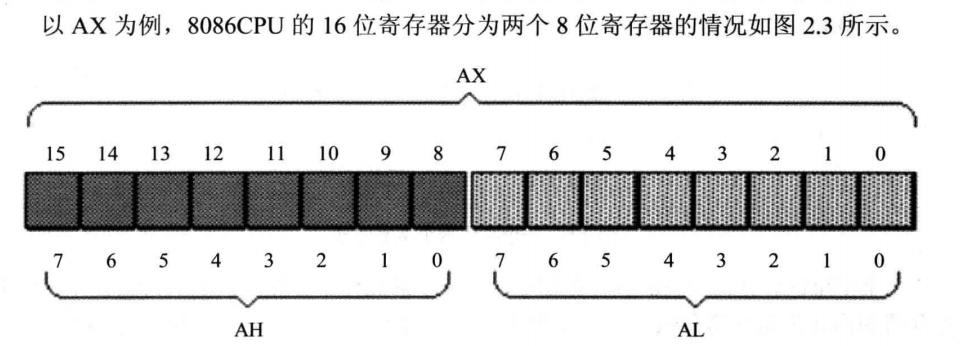 以 AX 为例，8086CPU 的 16 位寄存器分为两个 8 位寄存器的情况如图 2.3 所示。
AX
15 14 13 12 11 10 9 8 7 6 5 4 3 2 1 0
7 6 5 4 3 2 1 0 7 6 5 4 3 2 1 0
AH AL